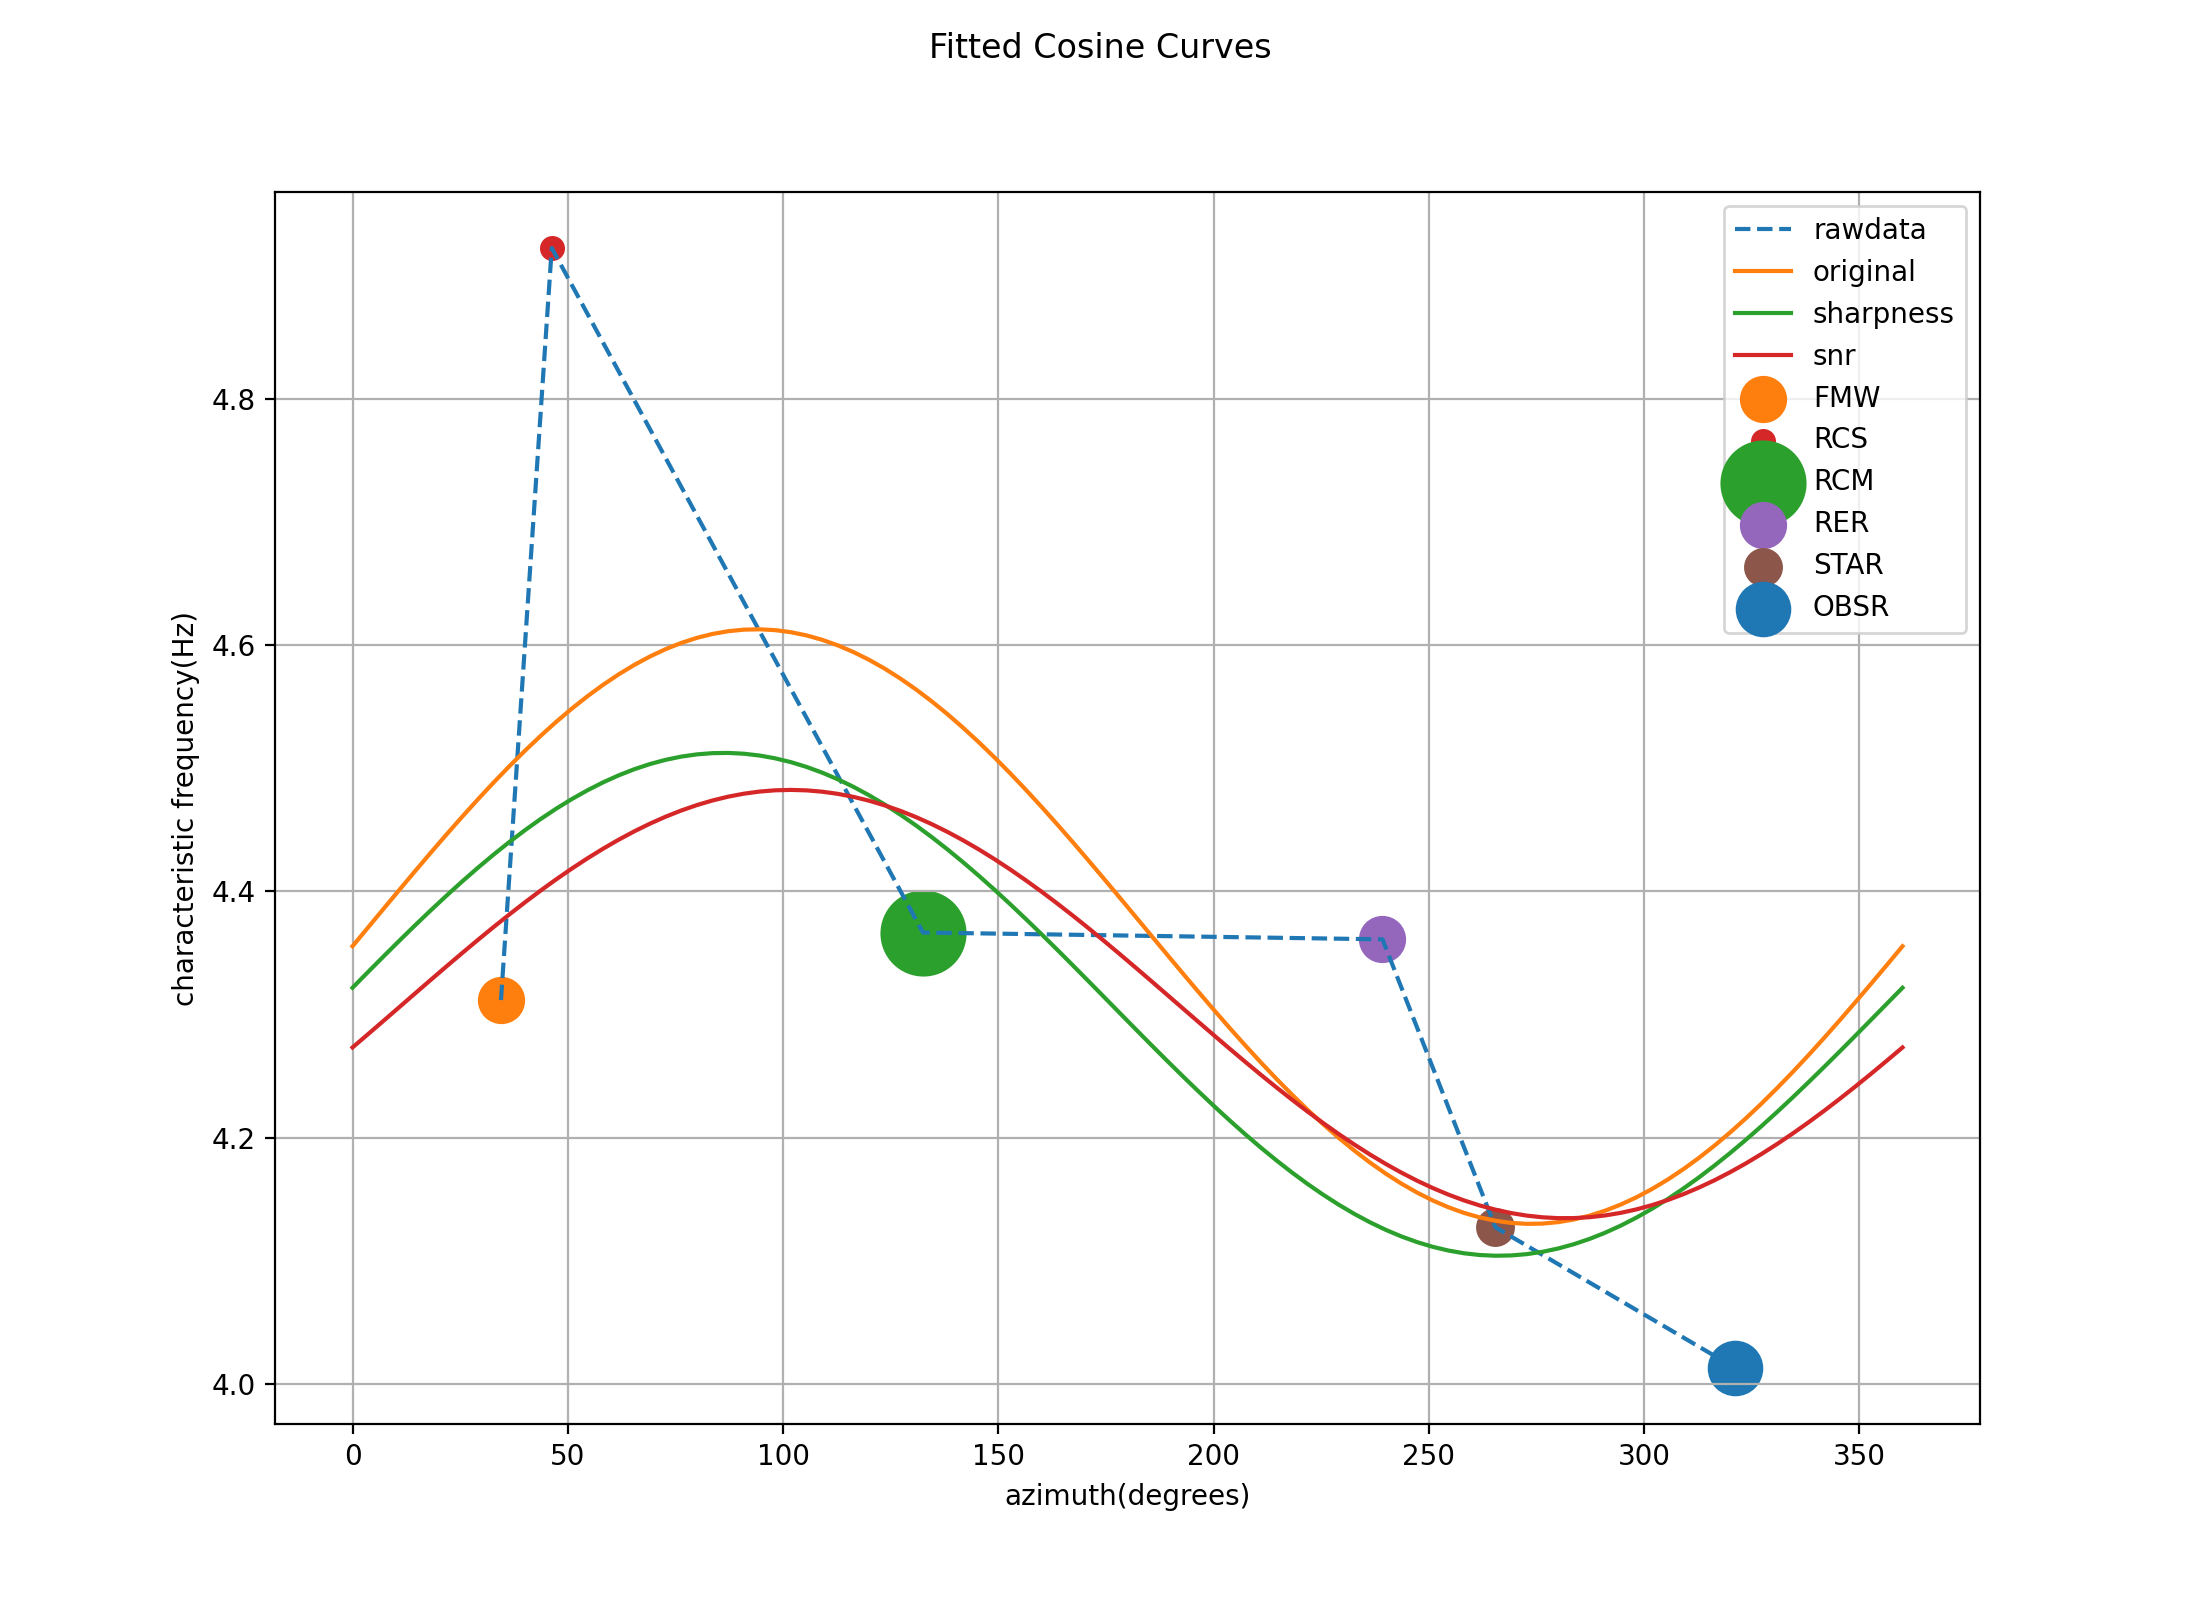 Fitted Cosine Curves
rawdata
original
sharpness
snr
FMW
RCS
RCM
RER
STAR
OBSR
characteristic frequency(Hz)
4.8
4.6
4.4
4.2
4.0
0 50 100 150 200 250 300 350
azimuth(degrees)